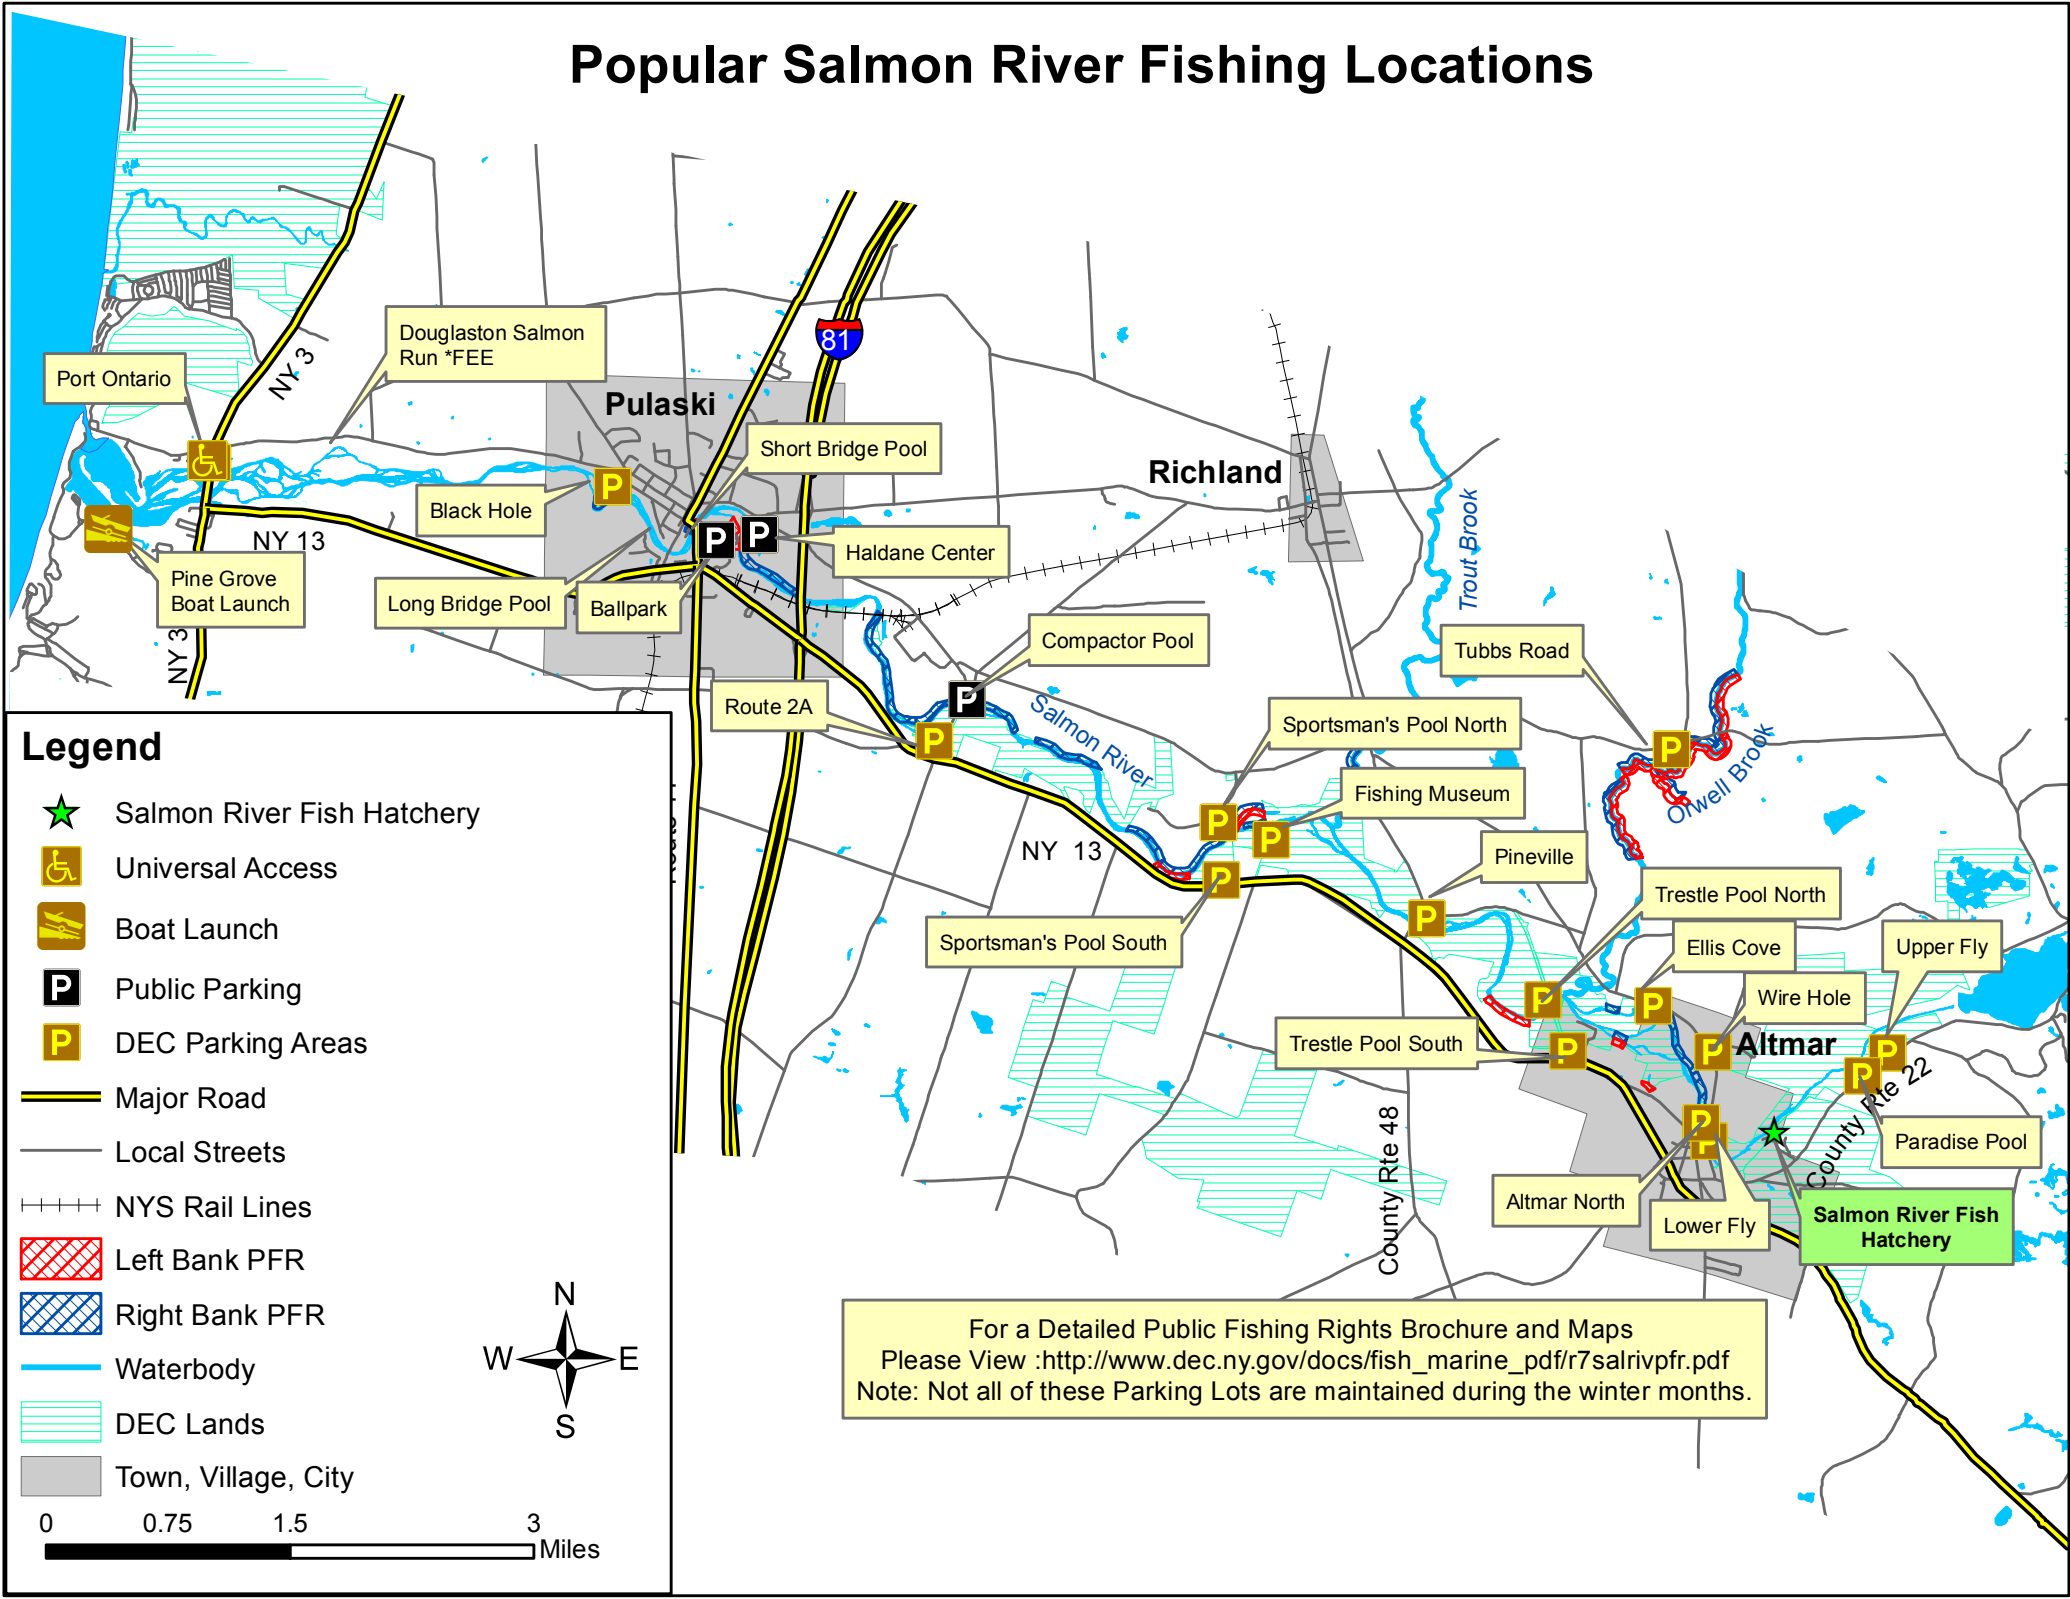 Popular Salmon River Fishing Locations
Douglaston Salmon
Run *FEE
Port Ontario
NY 3
81
Pulaski
Short Bridge Pool
Richland
Black Hole
P
P
P
Haldane Center
NY 13
Pine Grove
Boat Launch
NY 3
Long Bridge Pool
Ballpark
Trout Brook
Compactor Pool
Tubbs Road
P
Route 2A
P
Salmon River
Sportsman's Pool North
P
Orwell Brook
Fishing Museum
P
P
NY 13
Pineville
P
P
Sportsman's Pool South
Trestle Pool North
Ellis Cove
Upper Fly
Wire Hole
P
P
Trestle Pool South
P
P
Altmar
P
P
County Rte 22
Paradise Pool
P
P
County Rte 48
Altmar North
Lower Fly
Salmon River Fish
Hatchery
Legend
Salmon River Fish Hatchery
Universal Access
Boat Launch
P Public Parking
P DEC Parking Areas
Major Road
Local Streets
NYS Rail Lines
Left Bank PFR
Right Bank PFR
Waterbody
DEC Lands
Town, Village, City
N
W E
S
0 0.75 1.5 3
Miles
For a Detailed Public Fishing Rights Brochure and Maps
Please View :http://www.dec.ny.gov/docs/fish_marine_pdf/r7salrivpfr.pdf
Note: Not all of these Parking Lots are maintained during the winter months.